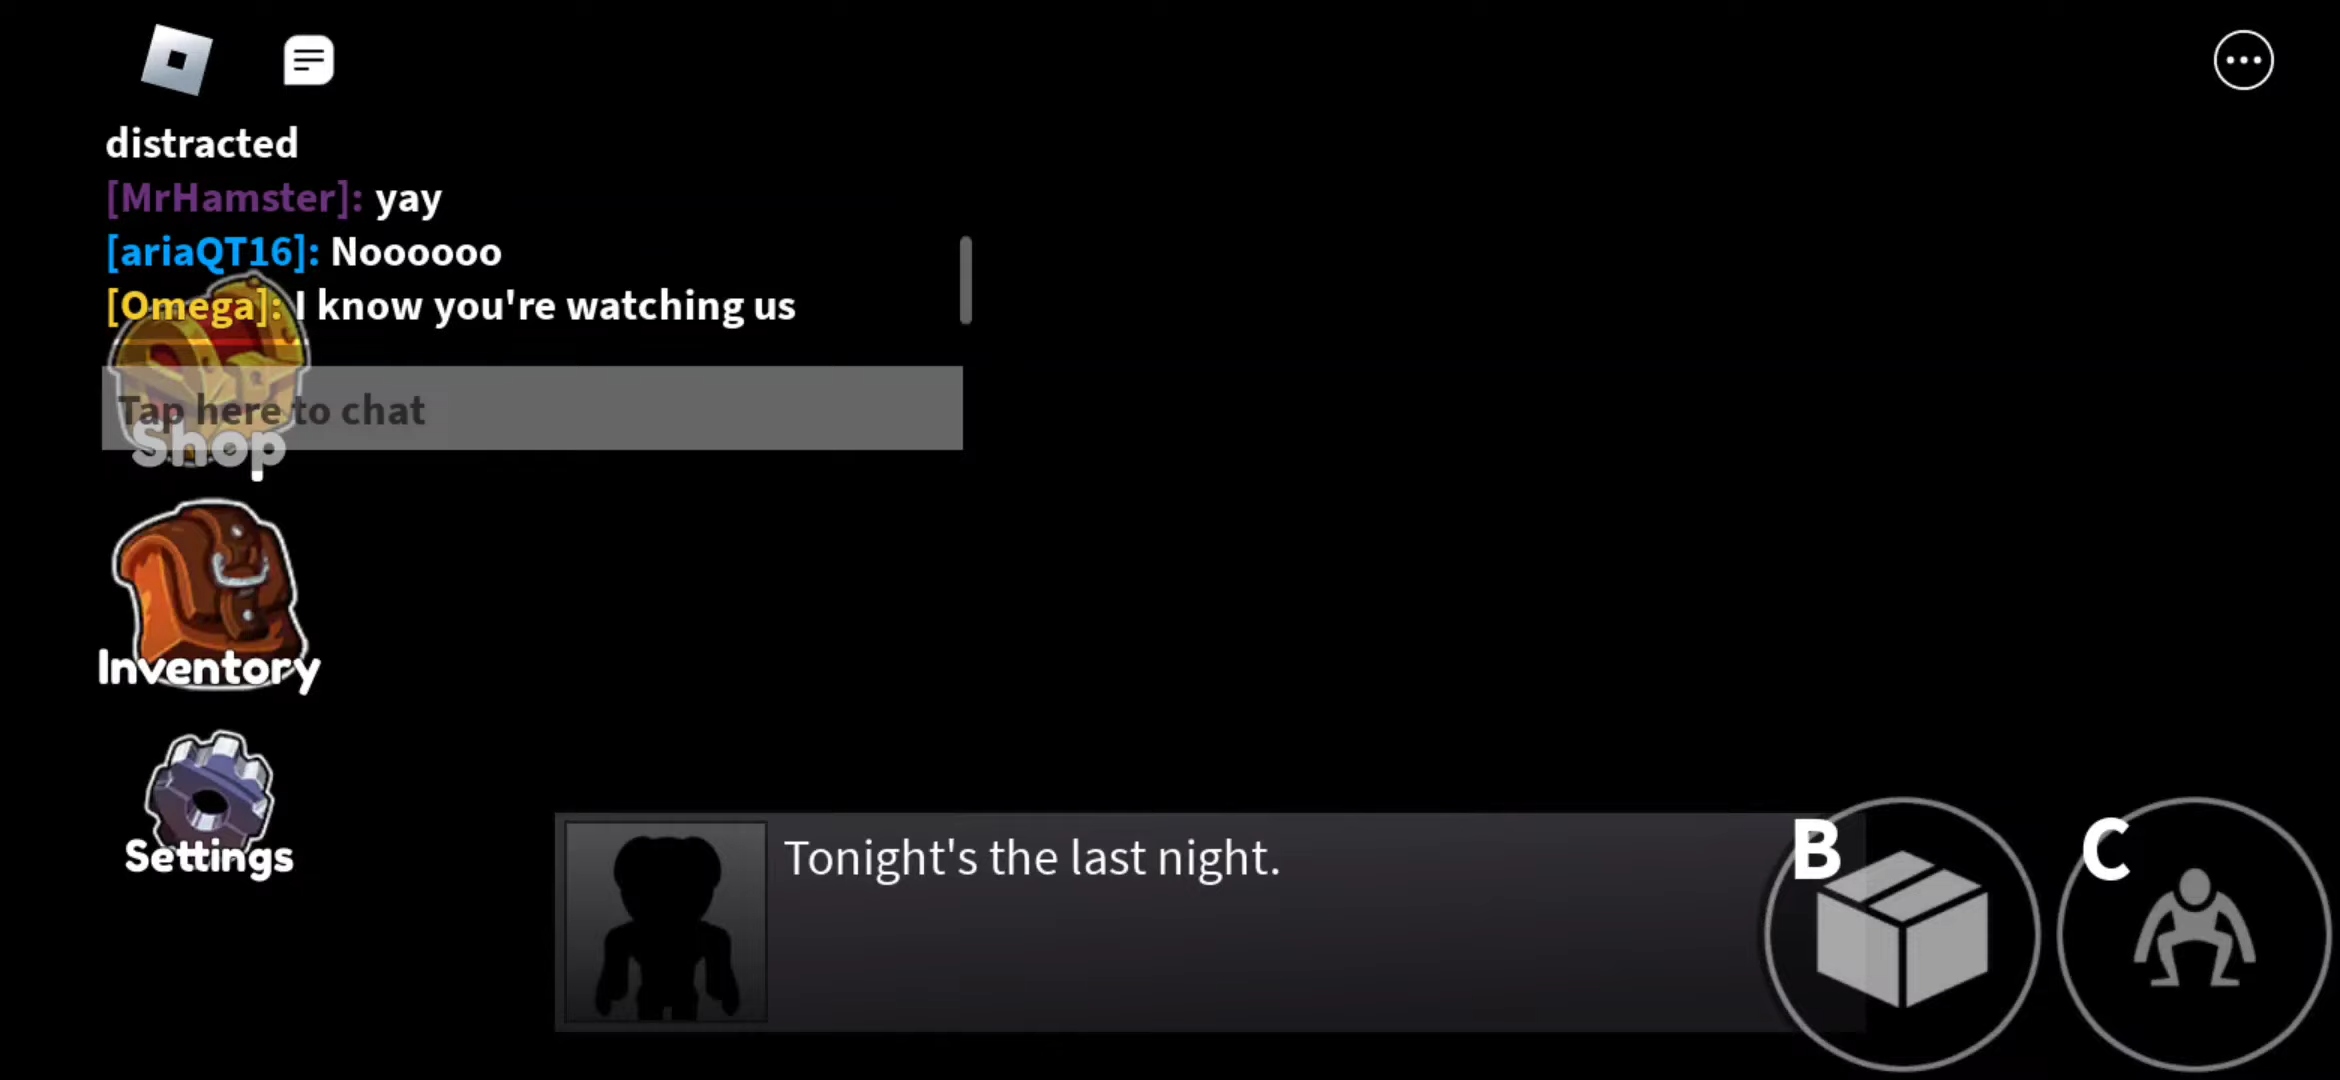 distracted
[MrHamster]: yay
[ariaQT16]: Noooooo
[Omega]: I know you're watching us
Tap here to chat
Shop
Inventory
Settings
Tonight's the last night.
B
C